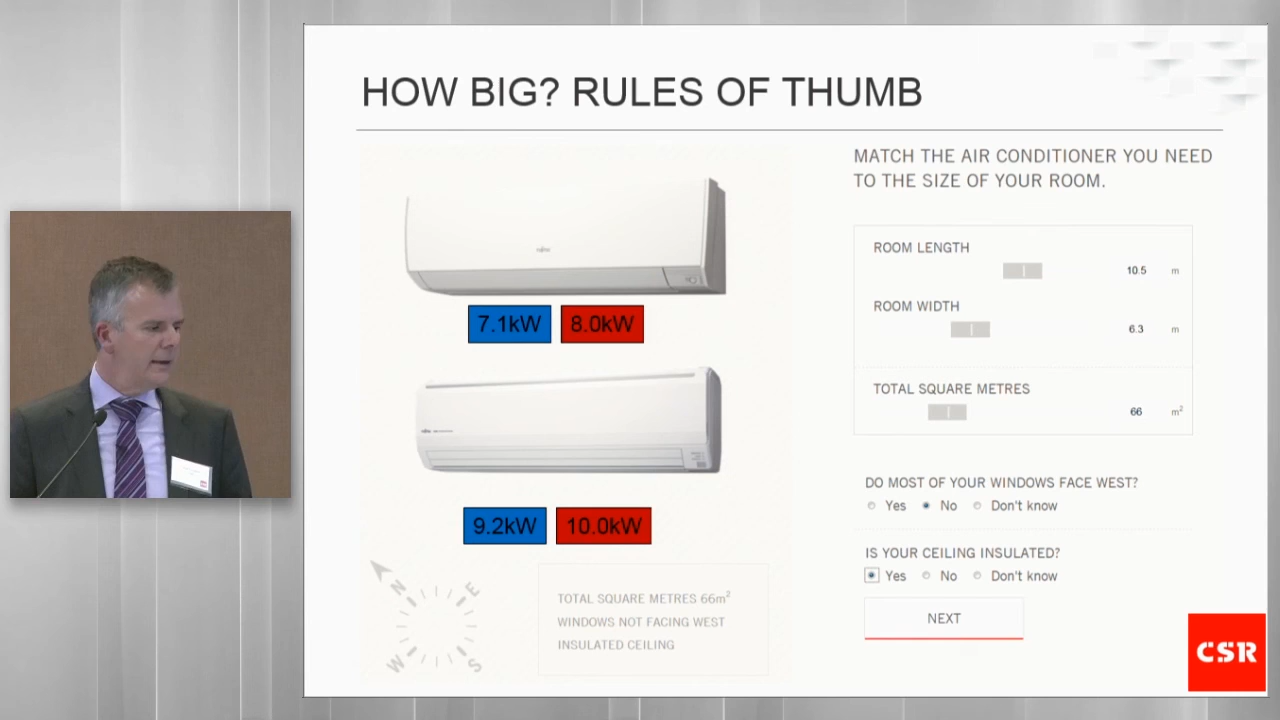 HOW BIG? RULES OF THUMB
MATCH THE AIR CONDITIONER YOU NEED
TO THE SIZE OF YOUR ROOM.
FUJITSU
7.1kW 8.0kW
9.2kW 10.0kW
ROOM LENGTH
10.5 m
ROOM WIDTH
6.3 m
TOTAL SQUARE METRES
66 m²
DO MOST OF YOUR WINDOWS FACE WEST?
Yes No Don't know
IS YOUR CEILING INSULATED?
Yes No Don't know
NEXT
N E
W S
TOTAL SQUARE METRES 66m²
WINDOWS NOT FACING WEST
INSULATED CEILING
CSR